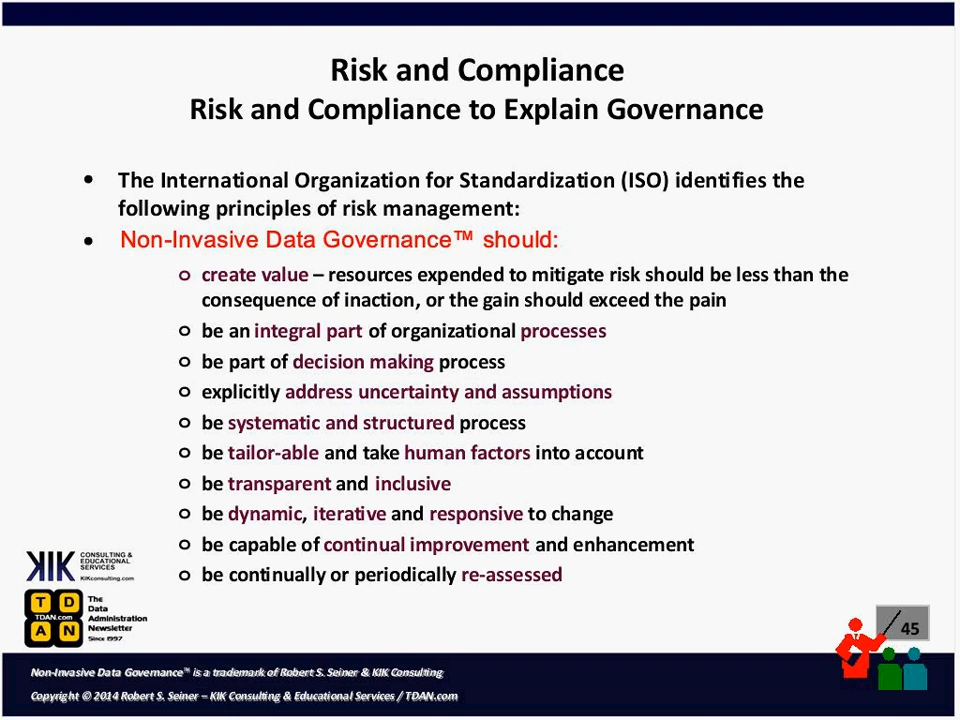 Risk and Compliance
Risk and Compliance to Explain Governance
• The International Organization for Standardization (ISO) identifies the
following principles of risk management:
• Non-Invasive Data Governance™ should:
o create value – resources expended to mitigate risk should be less than the
consequence of inaction, or the gain should exceed the pain
o be an integral part of organizational processes
o be part of decision making process
o explicitly address uncertainty and assumptions
o be systematic and structured process
o be tailor-able and take human factors into account
o be transparent and inclusive
o be dynamic, iterative and responsive to change
o be capable of continual improvement and enhancement
o be continually or periodically re-assessed
KIK
CONSULTING &
EDUCATIONAL
SERVICES
KIKconsulting.com
T D
TDAN.com
A N
The
Data
Administration
Newsletter
Since 1997
45
Non-Invasive Data Governance™ is a trademark of Robert S. Seiner & KIK Consulting
Copyright © 2014 Robert S. Seiner – KIK Consulting & Educational Services / TDAN.com